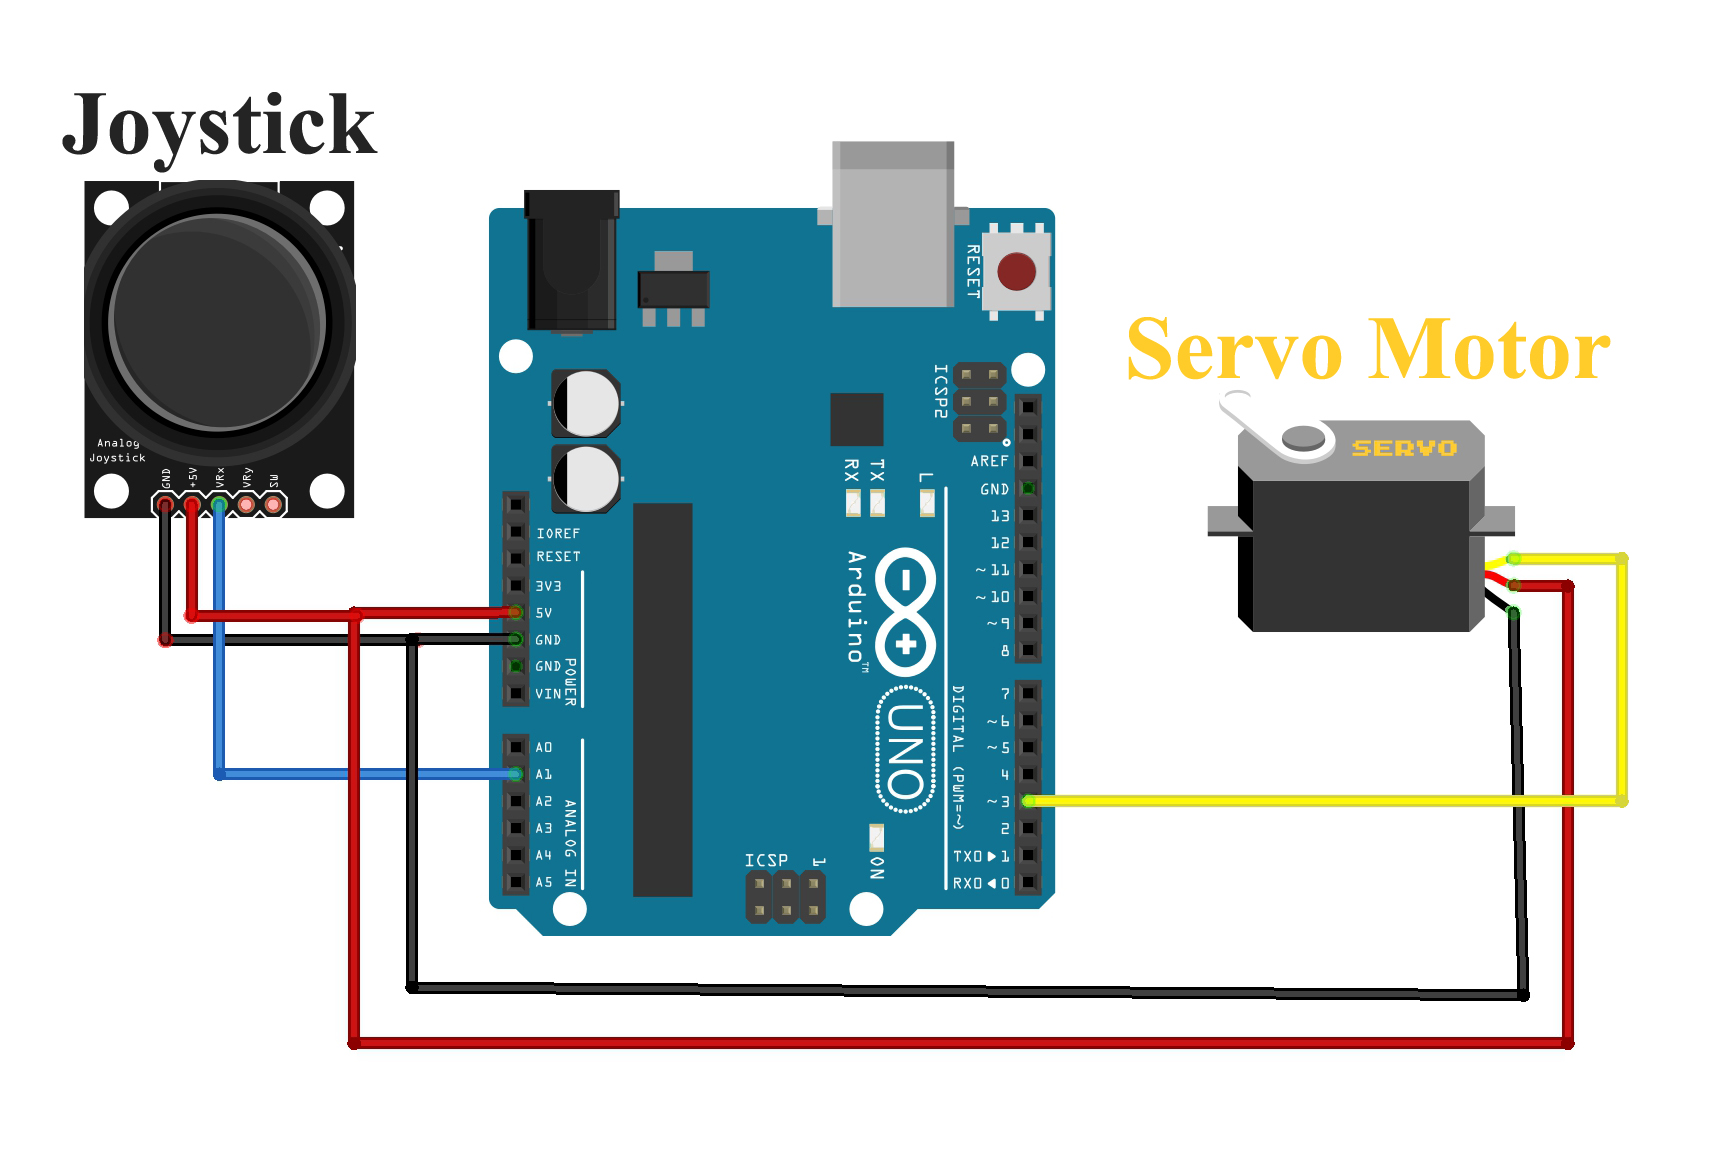 Joystick
Analog
Joystick
GND
+5V
VRx
VRy
SW
RESET
ICSP2
Servo Motor
SERVO
IOREF
RESET
3V3
5V
GND
GND
VIN
POWER
A0
A1
A2
A3
A4
A5
ANALOG IN
RX
TX
L
Arduino™
UNO
ON
ICSP
1
AREF
GND
13
12
~11
~10
~9
8
7
~6
~5
4
~3
2
TX0▶1
RX0◀0
DIGITAL (PWM=~)